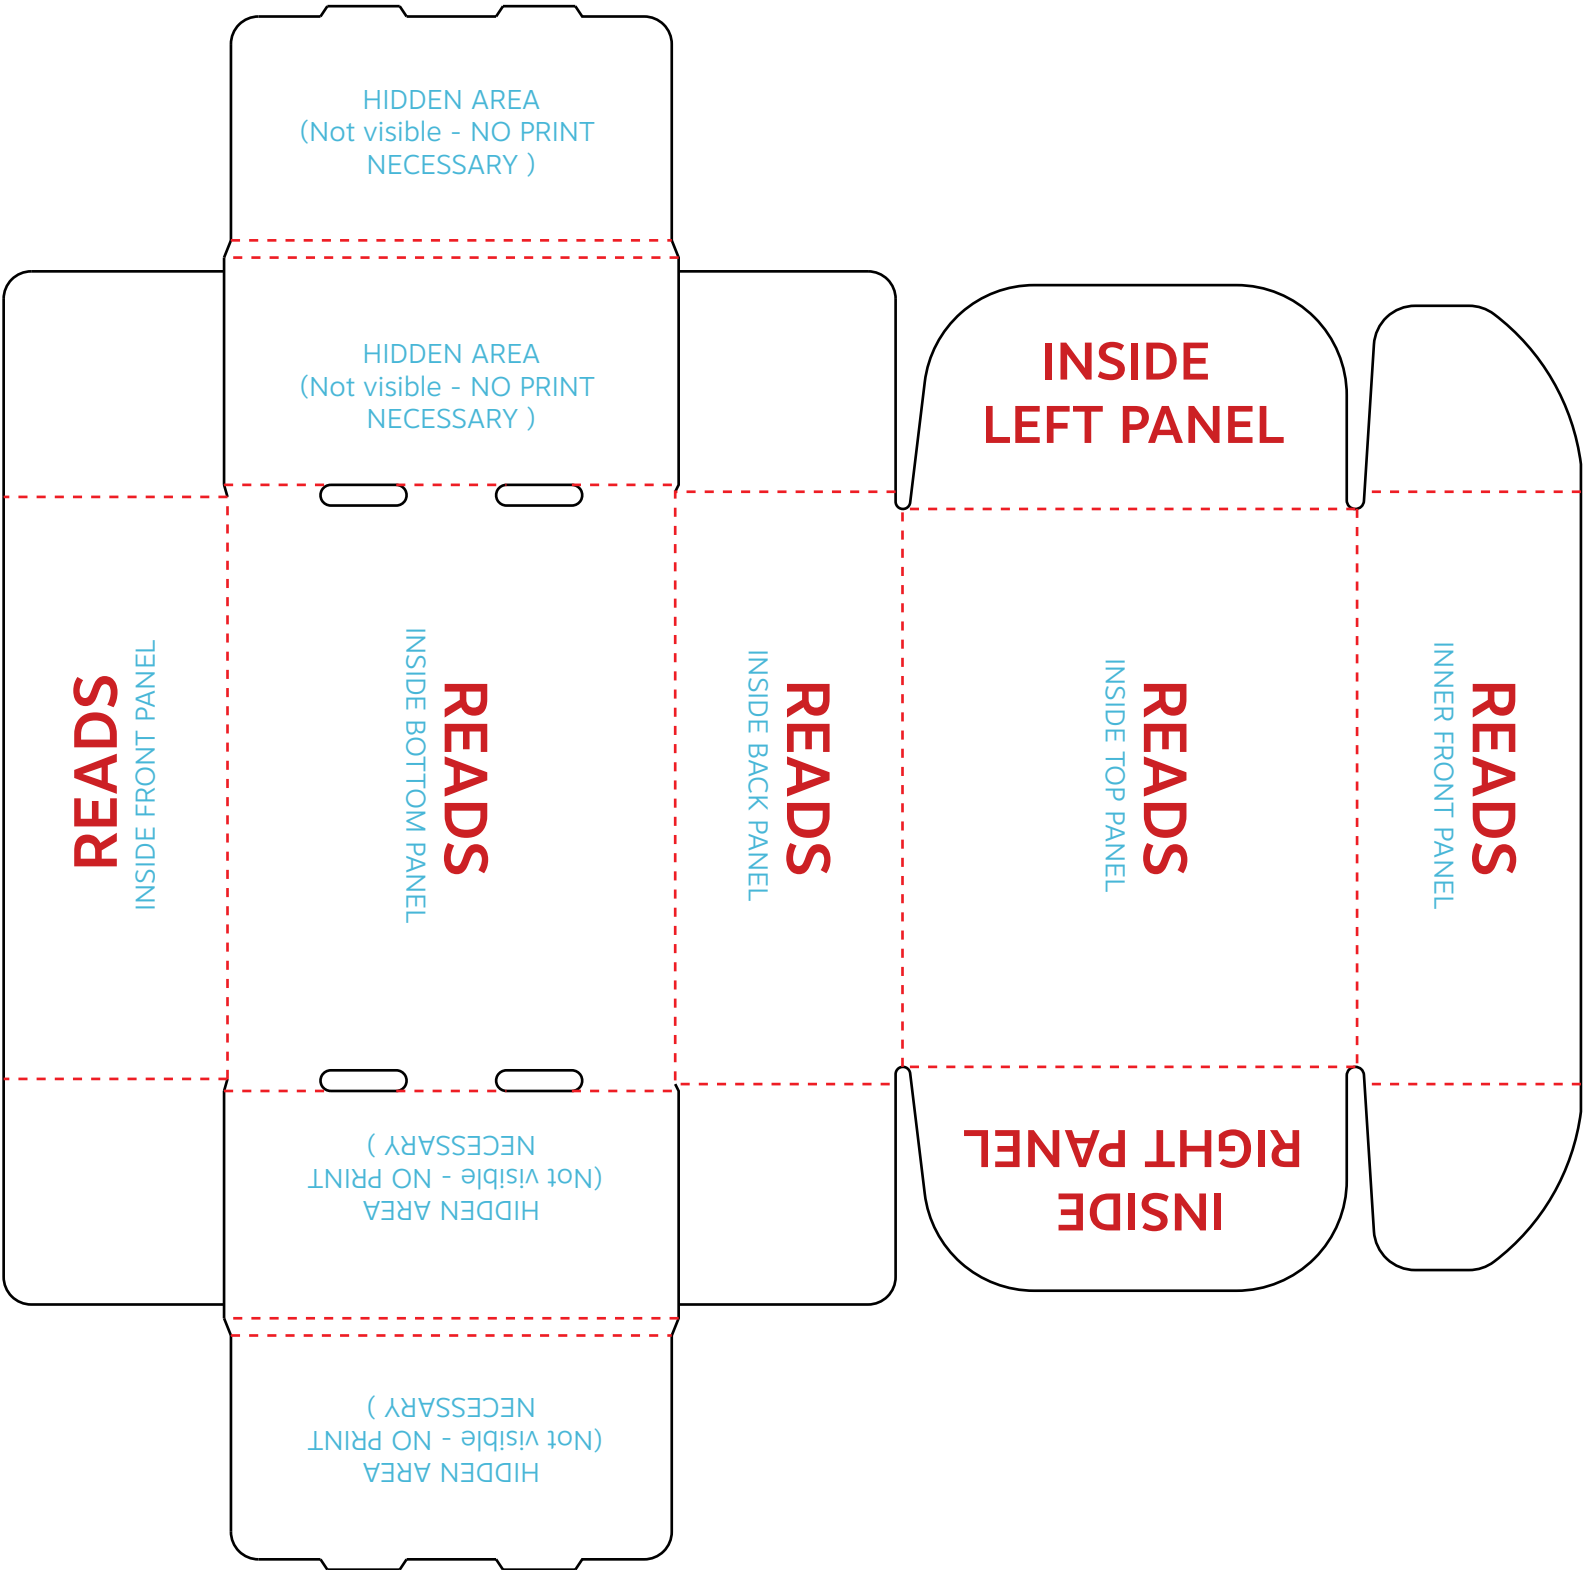 HIDDEN AREA
(Not visible - NO PRINT
NECESSARY )
HIDDEN AREA
(Not visible - NO PRINT
NECESSARY )
INSIDE
LEFT PANEL
READS
INSIDE FRONT PANEL
READS
INSIDE BOTTOM PANEL
READS
INSIDE BACK PANEL
READS
INSIDE TOP PANEL
READS
INNER FRONT PANEL
HIDDEN AREA
(Not visible - NO PRINT
NECESSARY )
INSIDE
RIGHT PANEL
HIDDEN AREA
(Not visible - NO PRINT
NECESSARY )